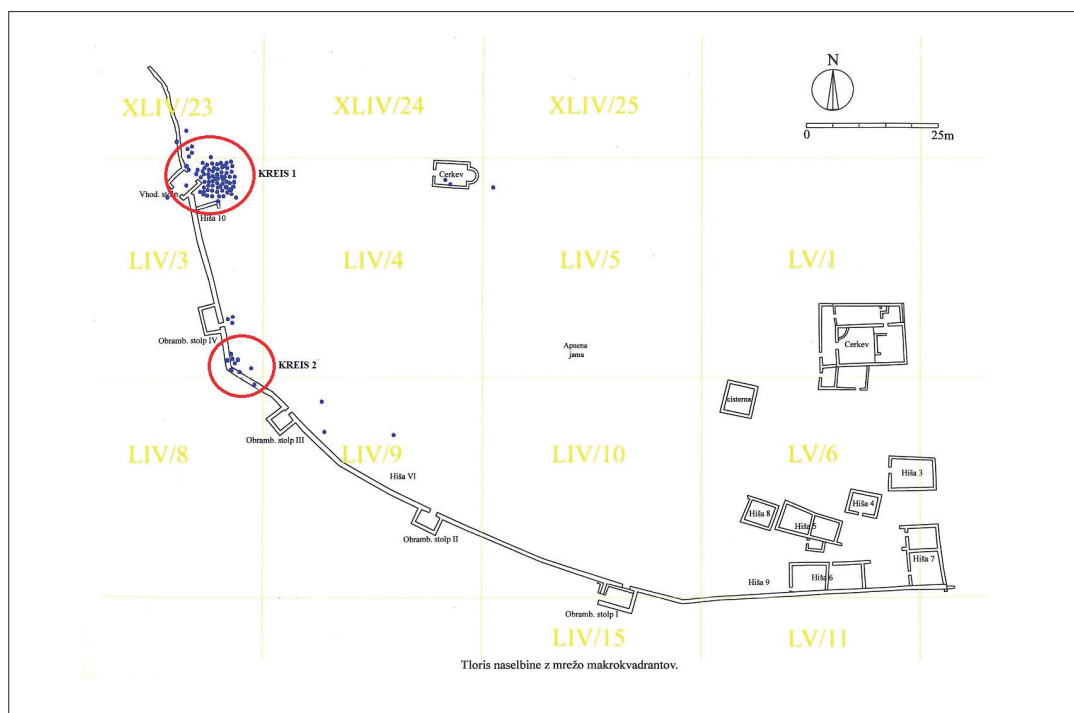 XLIV/23
XLIV/24
XLIV/25
N
0
25m
KREIS 1
Cerkev
Vhod. stolp
Hiša 10
LIV/3
LIV/4
LIV/5
LV/1
Obramb. stolp IV
Apnena
jama
Cerkev
KREIS 2
cisterna
Obramb. stolp III
LIV/8
LIV/9
LIV/10
LV/6
Hiša VI
Hiša 3
Hiša 4
Hiša 8
Hiša 5
Obramb. stolp II
Hiša 7
Hiša 9
Hiša 6
Obramb. stolp I
LIV/15
LV/11
Tloris naselbine z mrežo makrokvadrantov.